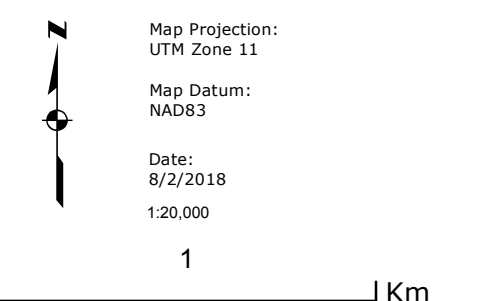 N
Map Projection:
UTM Zone 11
Map Datum:
NAD83
Date:
8/2/2018
1:20,000
1
Km